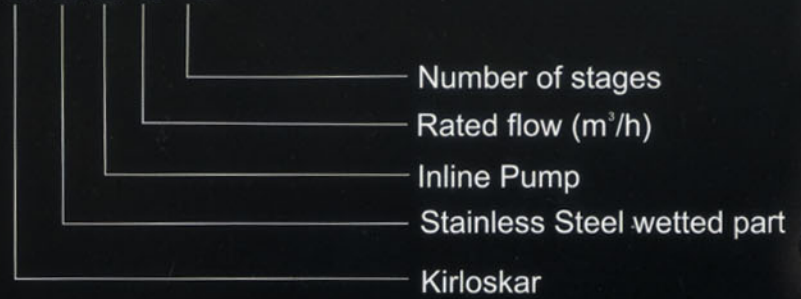 Number of stages
Rated flow (m³/h)
Inline Pump
Stainless Steel wetted part
Kirloskar